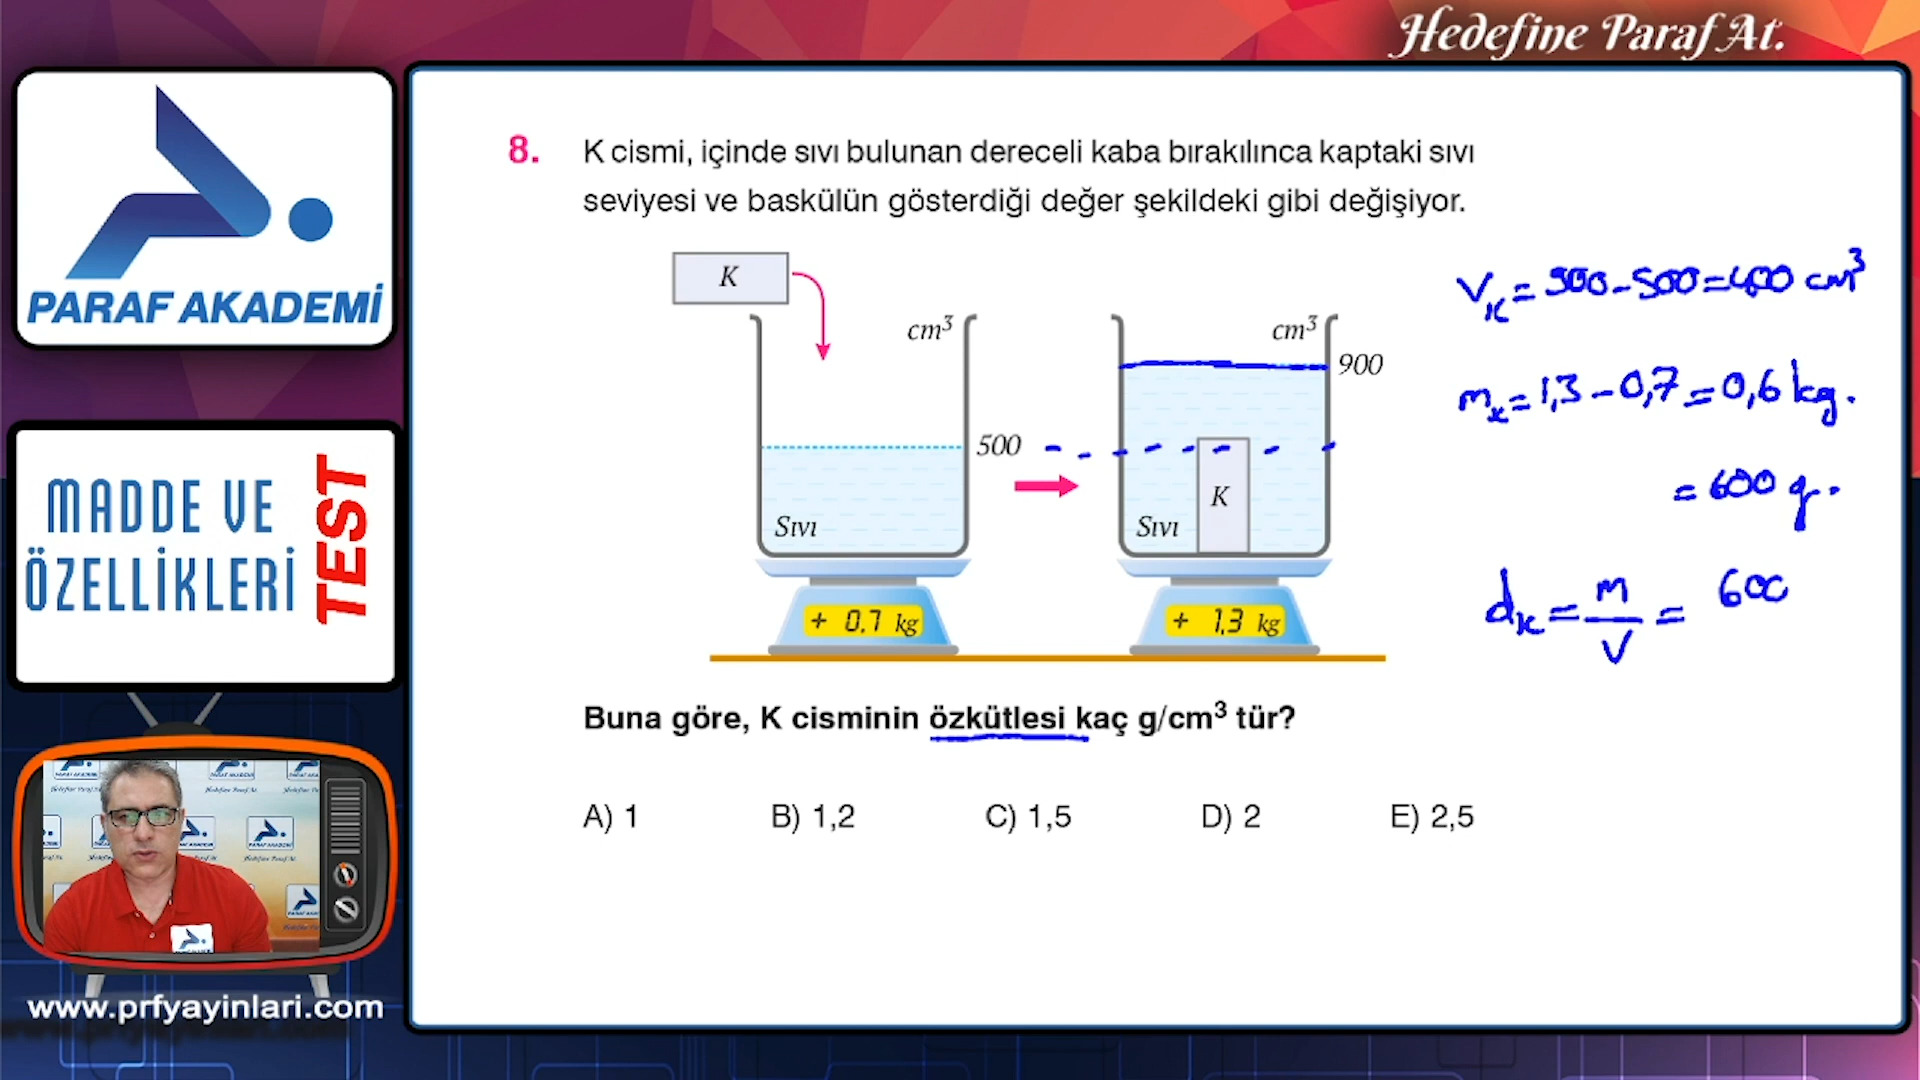 Hedefine Paraf At.
PARAF AKADEMİ
MADDE VE
ÖZELLİKLERİ
TEST
www.prfyayinlari.com
8. K cismi, içinde sıvı bulunan dereceli kaba bırakılınca kaptaki sıvı
seviyesi ve baskülün gösterdiği değer şekildeki gibi değişiyor.
K
cm³
500
Sıvı
+ 0.7 kg
cm³
900
K
Sıvı
+ 1,3 kg
V_K = 900 - 500 = 400 cm³
m_K = 1,3 - 0,7 = 0,6 kg.
= 600 g.
d_K = m/V = 600
Buna göre, K cisminin özkütlesi kaç g/cm³ tür?
A) 1 B) 1,2 C) 1,5 D) 2 E) 2,5